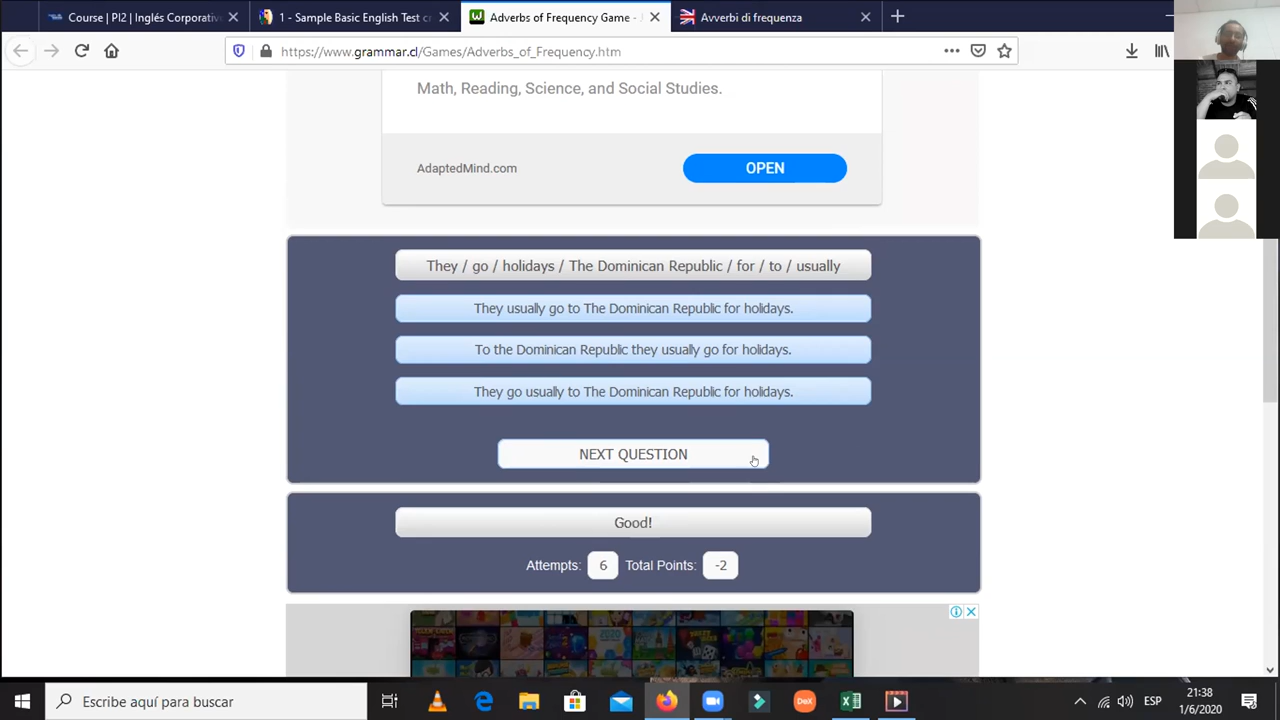 Course | PI2 | Inglés Corporativ
1 - Sample Basic English Test c
Adverbs of Frequency Game -
Avverbi di frequenza
https://www.grammar.cl/Games/Adverbs_of_Frequency.htm
Math, Reading, Science, and Social Studies.
AdaptedMind.com
OPEN
They / go / holidays / The Dominican Republic / for / to / usually
They usually go to The Dominican Republic for holidays.
To the Dominican Republic they usually go for holidays.
They go usually to The Dominican Republic for holidays.
NEXT QUESTION
Good!
Attempts: 6 Total Points: -2
Escribe aquí para buscar
ESP
21:38
1/6/2020